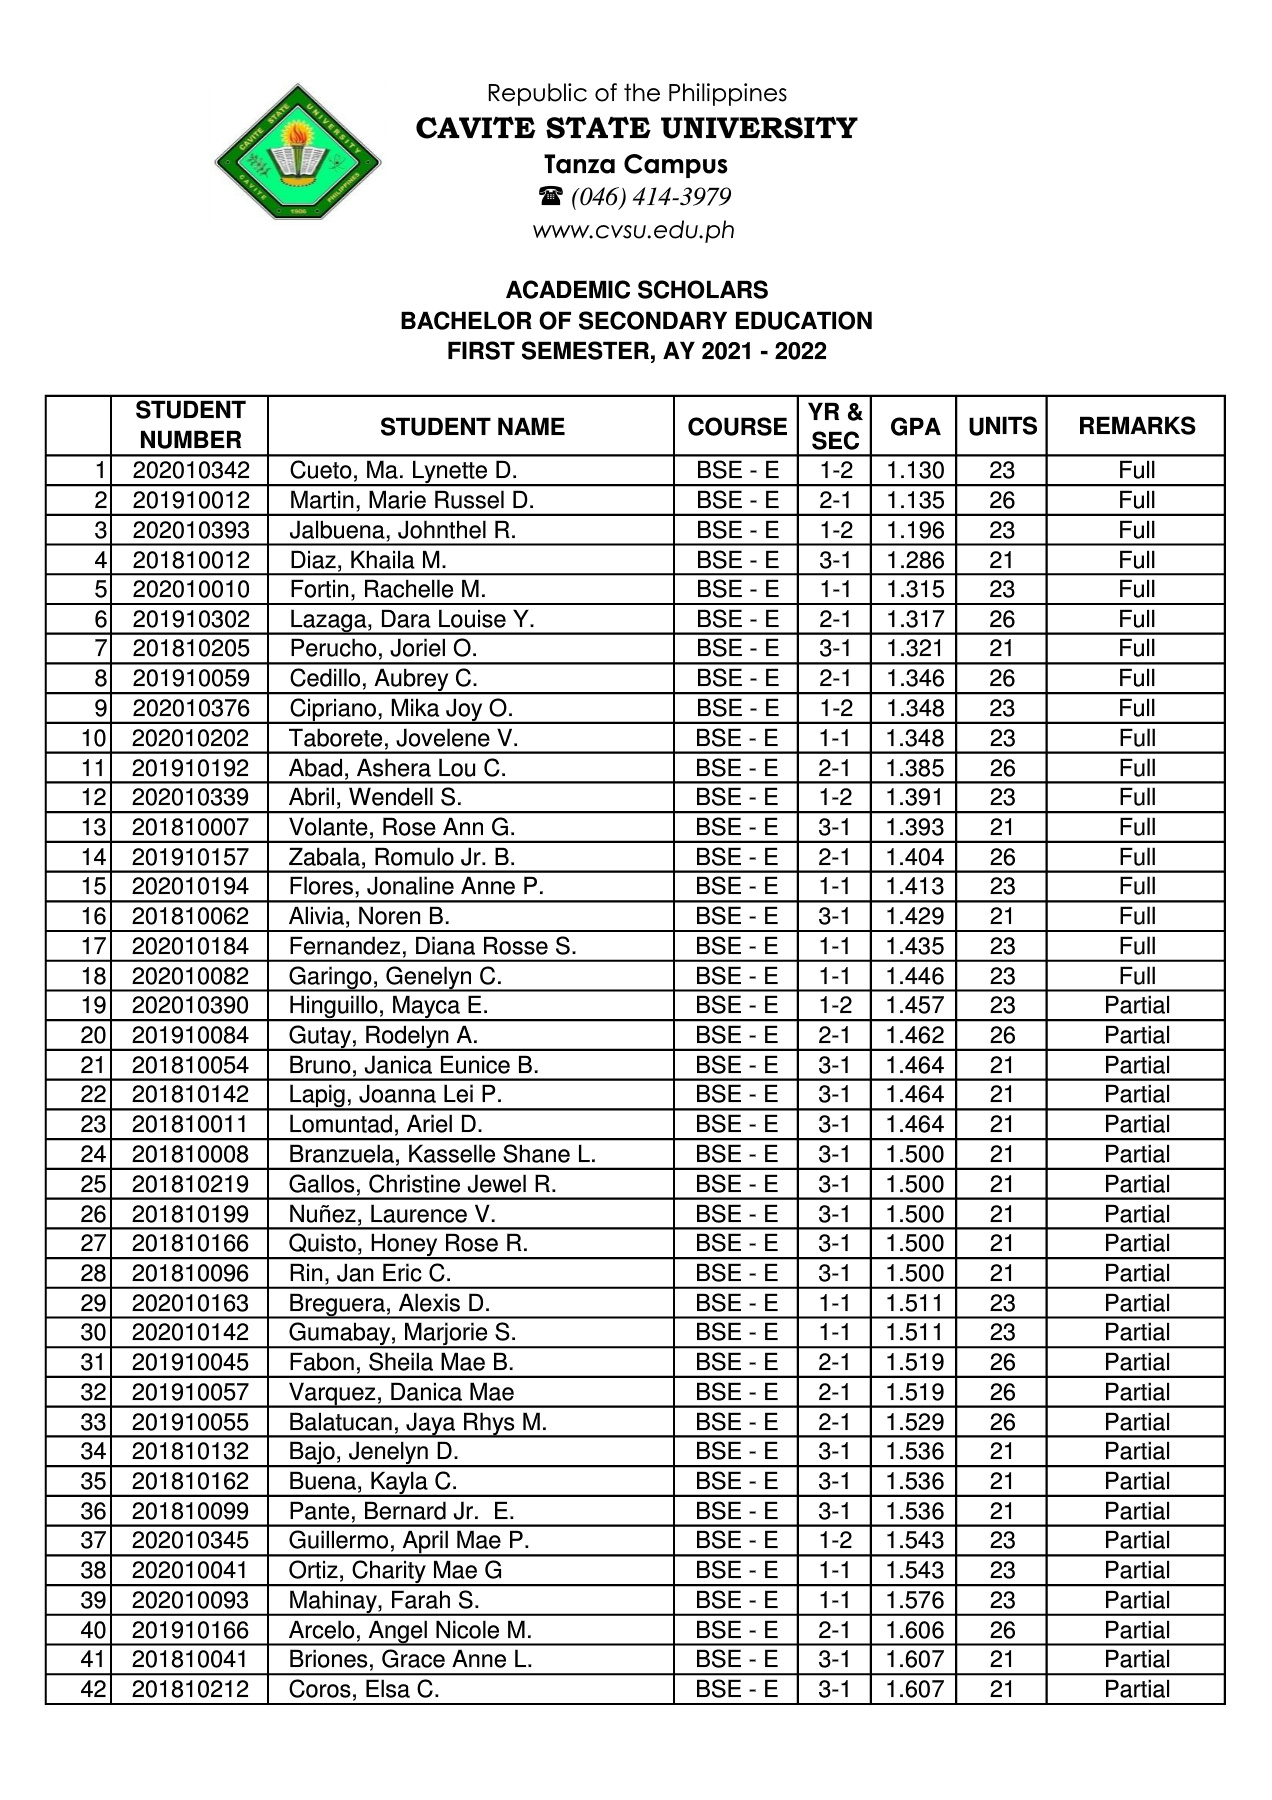 CAVITE STATE UNIVERSITY
CAVITE PHILIPPINES
1906
Republic of the Philippines
CAVITE STATE UNIVERSITY
Tanza Campus
☎ (046) 414-3979
www.cvsu.edu.ph
ACADEMIC SCHOLARS
BACHELOR OF SECONDARY EDUCATION
FIRST SEMESTER, AY 2021 - 2022
STUDENT NUMBER STUDENT NAME COURSE YR & SEC GPA UNITS REMARKS
1 202010342 Cueto, Ma. Lynette D. BSE - E 1-2 1.130 23 Full
2 201910012 Martin, Marie Russel D. BSE - E 2-1 1.135 26 Full
3 202010393 Jalbuena, Johnthel R. BSE - E 1-2 1.196 23 Full
4 201810012 Diaz, Khaila M. BSE - E 3-1 1.286 21 Full
5 202010010 Fortin, Rachelle M. BSE - E 1-1 1.315 23 Full
6 201910302 Lazaga, Dara Louise Y. BSE - E 2-1 1.317 26 Full
7 201810205 Perucho, Joriel O. BSE - E 3-1 1.321 21 Full
8 201910059 Cedillo, Aubrey C. BSE - E 2-1 1.346 26 Full
9 202010376 Cipriano, Mika Joy O. BSE - E 1-2 1.348 23 Full
10 202010202 Taborete, Jovelene V. BSE - E 1-1 1.348 23 Full
11 201910192 Abad, Ashera Lou C. BSE - E 2-1 1.385 26 Full
12 202010339 Abril, Wendell S. BSE - E 1-2 1.391 23 Full
13 201810007 Volante, Rose Ann G. BSE - E 3-1 1.393 21 Full
14 201910157 Zabala, Romulo Jr. B. BSE - E 2-1 1.404 26 Full
15 202010194 Flores, Jonaline Anne P. BSE - E 1-1 1.413 23 Full
16 201810062 Alivia, Noren B. BSE - E 3-1 1.429 21 Full
17 202010184 Fernandez, Diana Rosse S. BSE - E 1-1 1.435 23 Full
18 202010082 Garingo, Genelyn C. BSE - E 1-1 1.446 23 Full
19 202010390 Hinguillo, Mayca E. BSE - E 1-2 1.457 23 Partial
20 201910084 Gutay, Rodelyn A. BSE - E 2-1 1.462 26 Partial
21 201810054 Bruno, Janica Eunice B. BSE - E 3-1 1.464 21 Partial
22 201810142 Lapig, Joanna Lei P. BSE - E 3-1 1.464 21 Partial
23 201810011 Lomuntad, Ariel D. BSE - E 3-1 1.464 21 Partial
24 201810008 Branzuela, Kasselle Shane L. BSE - E 3-1 1.500 21 Partial
25 201810219 Gallos, Christine Jewel R. BSE - E 3-1 1.500 21 Partial
26 201810199 Nuñez, Laurence V. BSE - E 3-1 1.500 21 Partial
27 201810166 Quisto, Honey Rose R. BSE - E 3-1 1.500 21 Partial
28 201810096 Rin, Jan Eric C. BSE - E 3-1 1.500 21 Partial
29 202010163 Breguera, Alexis D. BSE - E 1-1 1.511 23 Partial
30 202010142 Gumabay, Marjorie S. BSE - E 1-1 1.511 23 Partial
31 201910045 Fabon, Sheila Mae B. BSE - E 2-1 1.519 26 Partial
32 201910057 Varquez, Danica Mae BSE - E 2-1 1.519 26 Partial
33 201910055 Balatucan, Jaya Rhys M. BSE - E 2-1 1.529 26 Partial
34 201810132 Bajo, Jenelyn D. BSE - E 3-1 1.536 21 Partial
35 201810162 Buena, Kayla C. BSE - E 3-1 1.536 21 Partial
36 201810099 Pante, Bernard Jr. E. BSE - E 3-1 1.536 21 Partial
37 202010345 Guillermo, April Mae P. BSE - E 1-2 1.543 23 Partial
38 202010041 Ortiz, Charity Mae G BSE - E 1-1 1.543 23 Partial
39 202010093 Mahinay, Farah S. BSE - E 1-1 1.576 23 Partial
40 201910166 Arcelo, Angel Nicole M. BSE - E 2-1 1.606 26 Partial
41 201810041 Briones, Grace Anne L. BSE - E 3-1 1.607 21 Partial
42 201810212 Coros, Elsa C. BSE - E 3-1 1.607 21 Partial